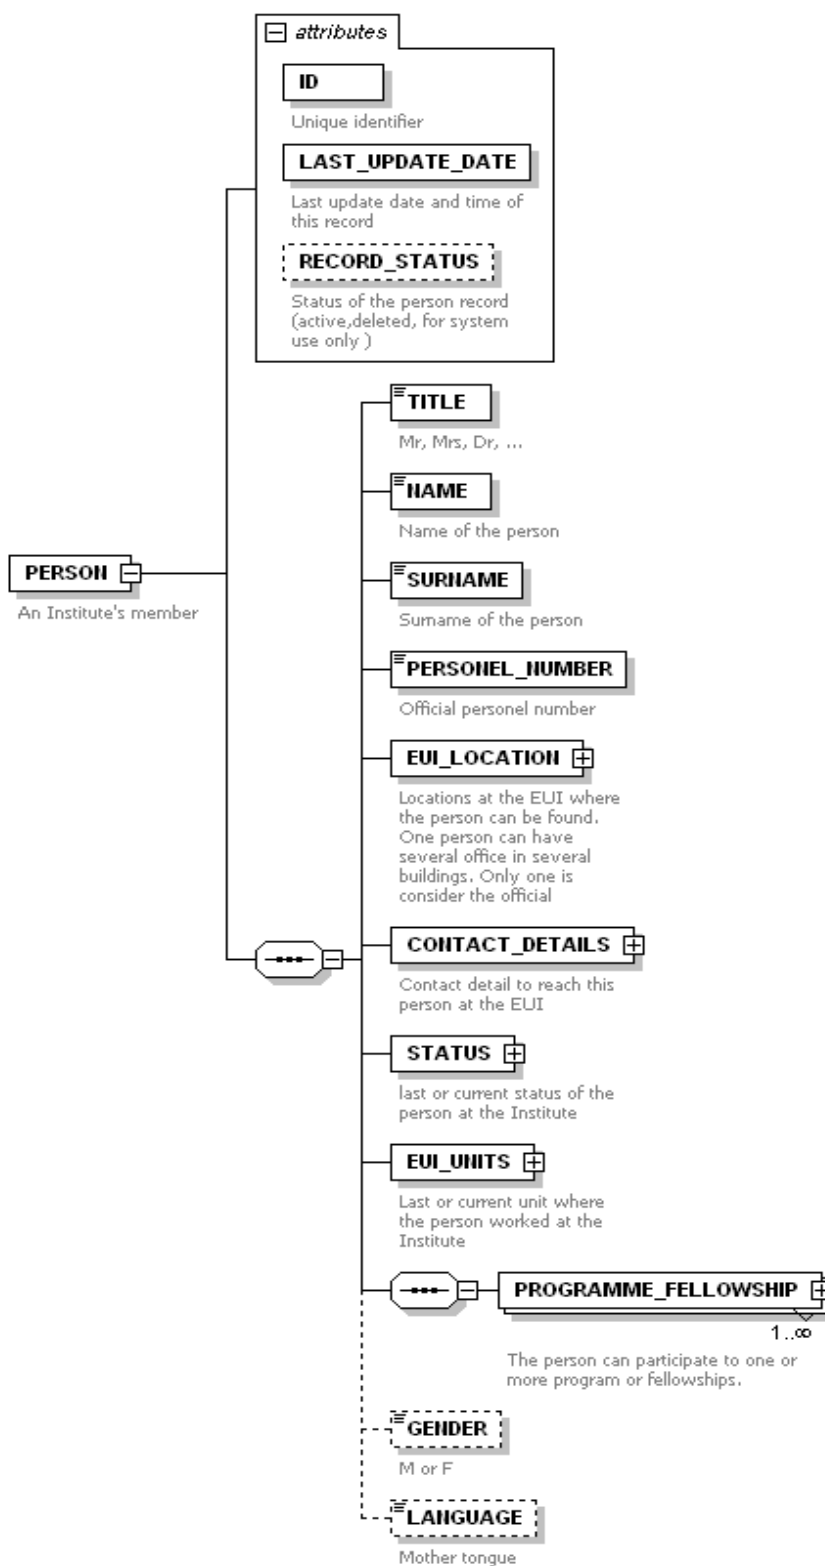 attributes
ID
Unique identifier
LAST_UPDATE_DATE
Last update date and time of
this record
RECORD_STATUS
Status of the person record
(active,deleted, for system
use only )
TITLE
Mr, Mrs, Dr, ...
NAME
Name of the person
PERSON
An Institute's member
SURNAME
Surname of the person
PERSONEL_NUMBER
Official personel number
EUI_LOCATION
Locations at the EUI where
the person can be found.
One person can have
several office in several
buildings. Only one is
consider the official
CONTACT_DETAILS
Contact detail to reach this
person at the EUI
STATUS
last or current status of the
person at the Institute
EUI_UNITS
Last or current unit where
the person worked at the
Institute
PROGRAMME_FELLOWSHIP
1..∞
The person can participate to one or
more program or fellowships.
GENDER
M or F
LANGUAGE
Mother tongue